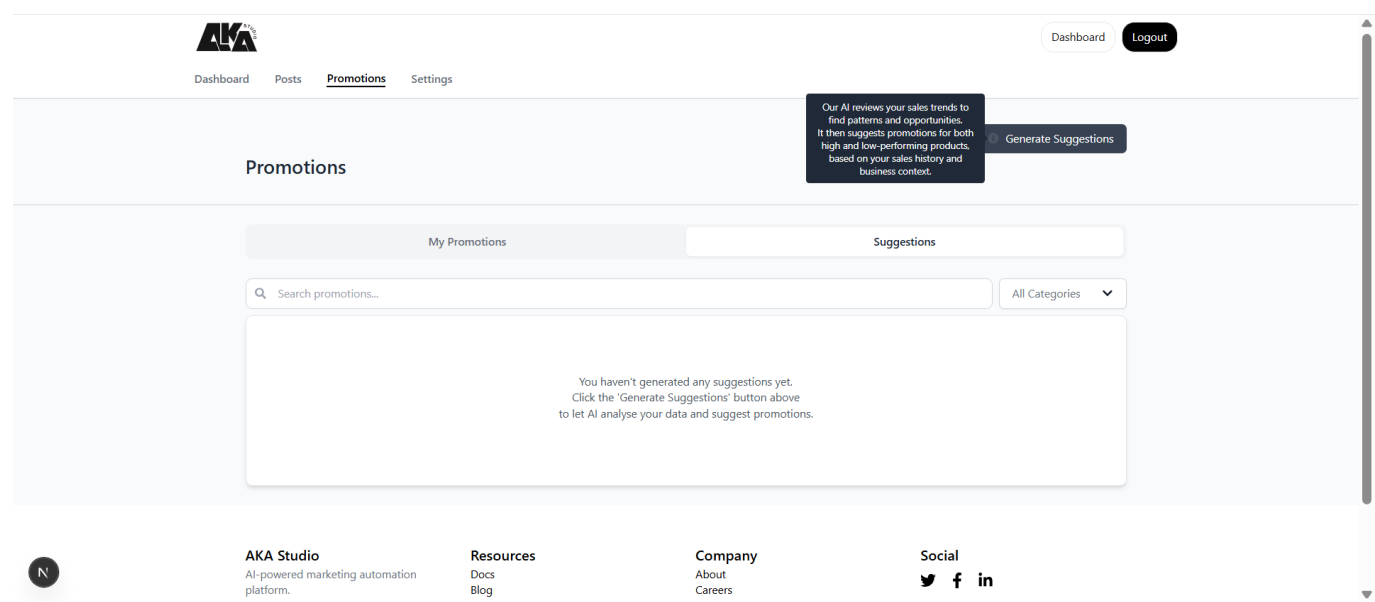 AKA STUDIO
Dashboard
Logout
Dashboard
Posts
Promotions
Settings
Our AI reviews your sales trends to
find patterns and opportunities.
It then suggests promotions for both
high and low-performing products,
based on your sales history and
business context.
Generate Suggestions
Promotions
My Promotions
Suggestions
Search promotions...
All Categories
You haven't generated any suggestions yet.
Click the 'Generate Suggestions' button above
to let AI analyse your data and suggest promotions.
AKA Studio
AI-powered marketing automation
platform.
Resources
Docs
Blog
Company
About
Careers
Social
N